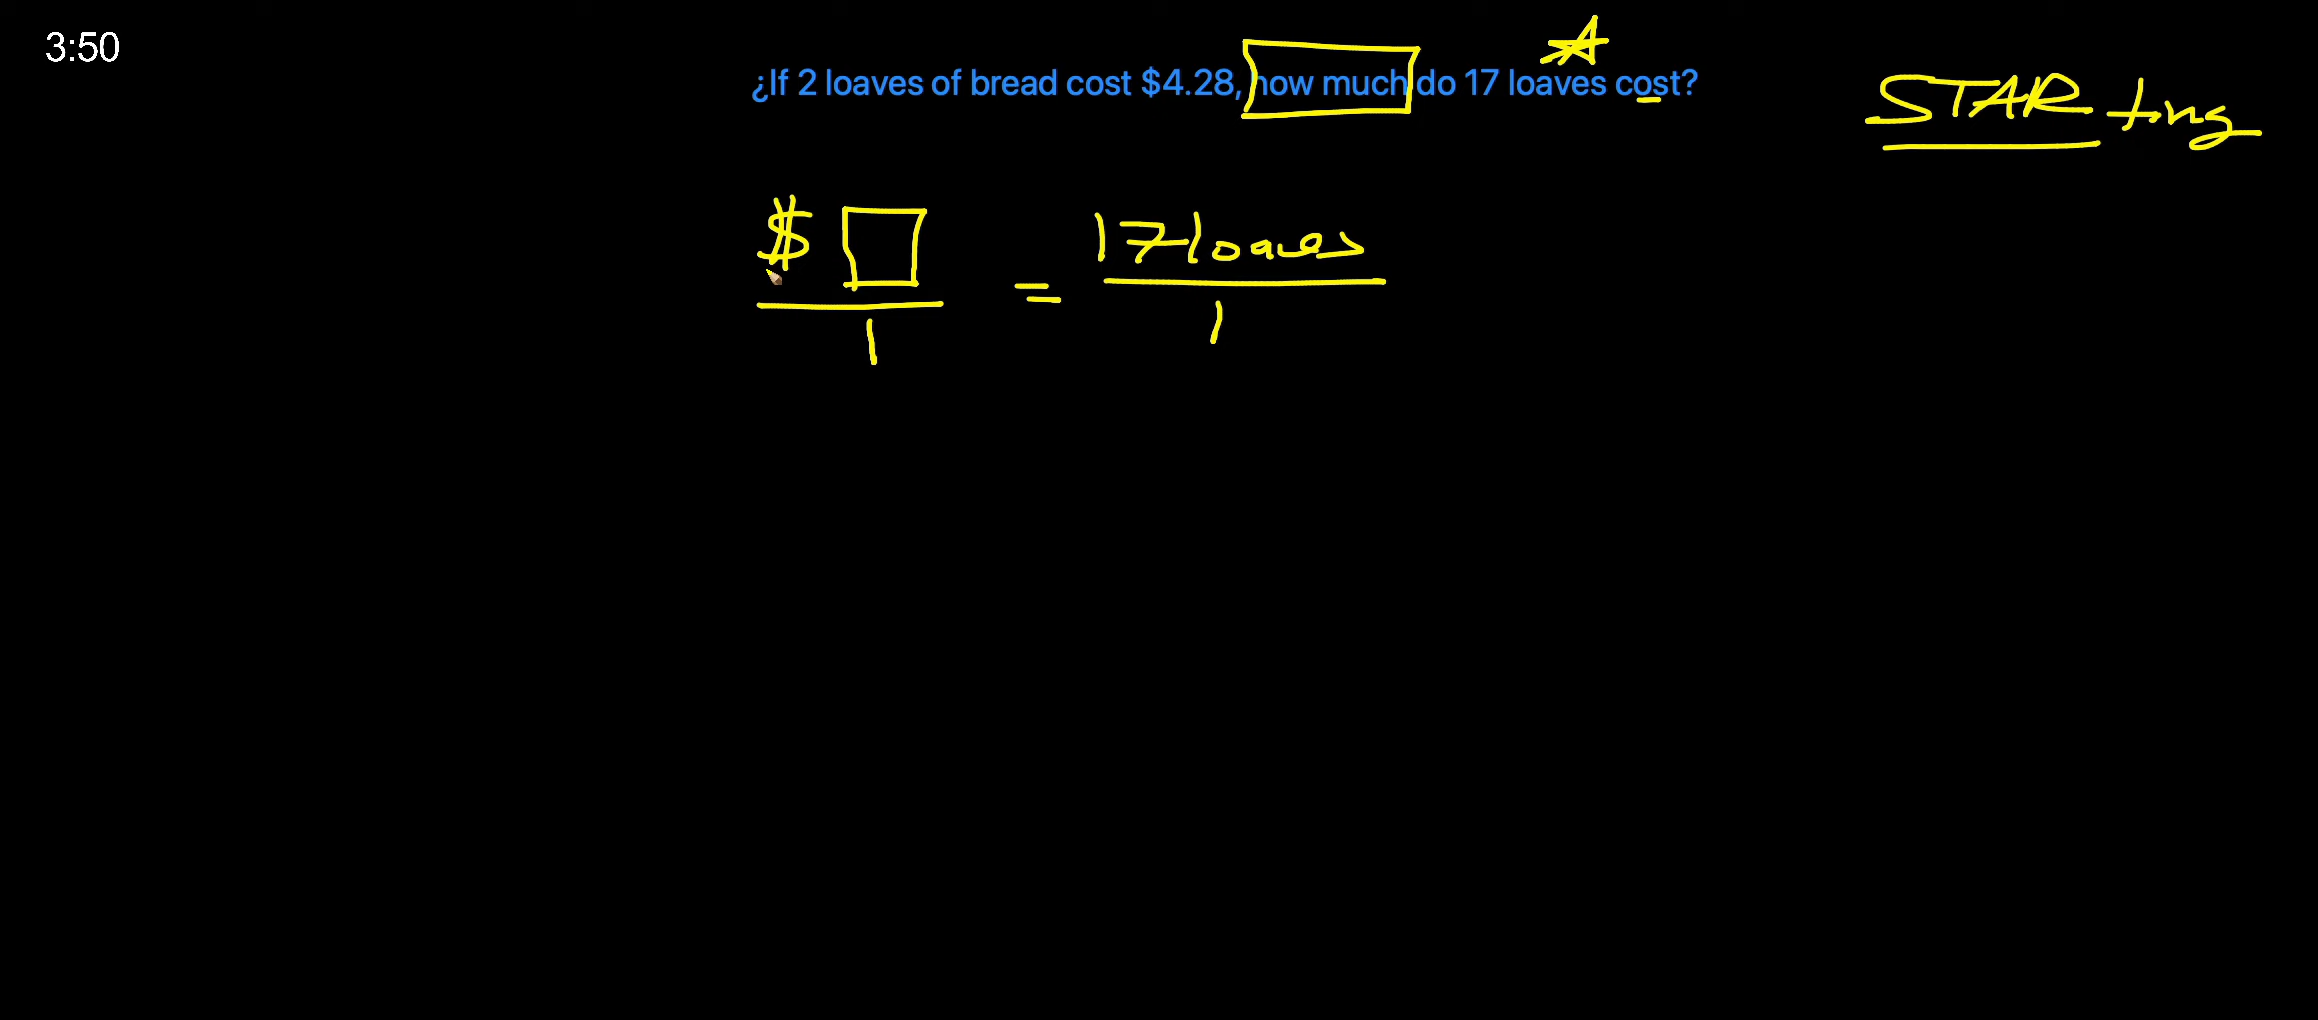 3:50
¿If 2 loaves of bread cost $4.28, how much do 17 loaves cost?
STARting
$ □ = 17 loaves
1 1